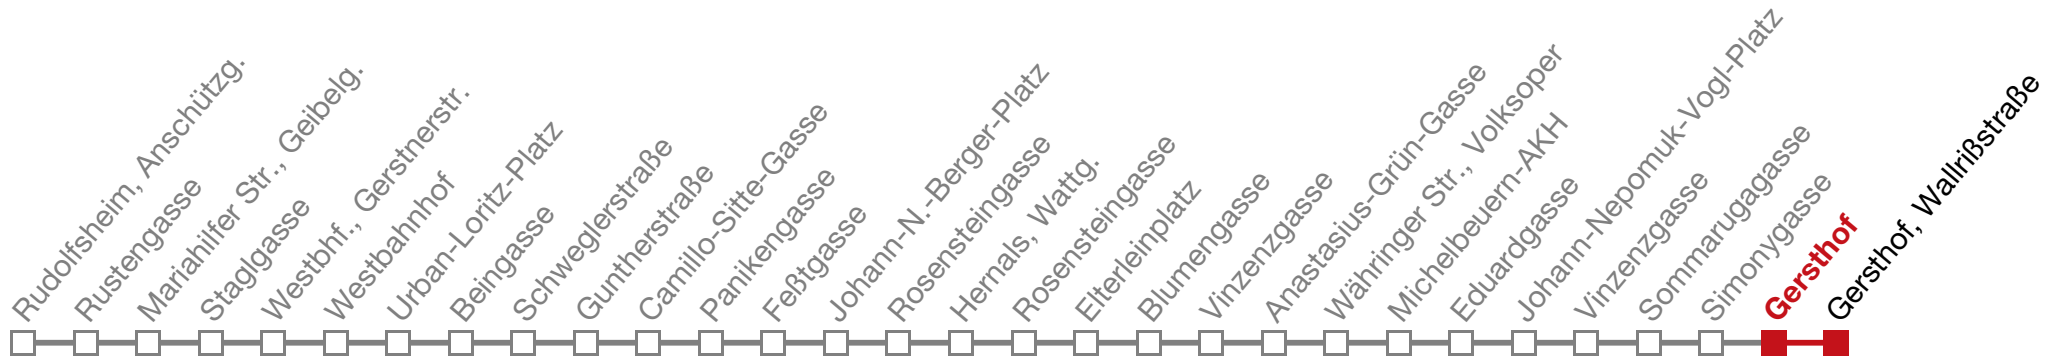 Rudolfsheim, Anschützg.
Rustengasse
Mariahilfer Str., Geibelg.
Staglgasse
Westbhf., Gerstnerstr.
Westbahnhof
Urban-Loritz-Platz
Beingasse
Schweglerstraße
Guntherstraße
Camillo-Sitte-Gasse
Panikengasse
Feßtgasse
Johann-N.-Berger-Platz
Rosensteingasse
Hernals, Wattg.
Rosensteingasse
Elterleinplatz
Blumengasse
Vinzenzgasse
Anastasius-Grün-Gasse
Währinger Str., Volksoper
Michelbeuern-AKH
Eduardgasse
Johann-Nepomuk-Vogl-Platz
Vinzenzgasse
Sommarugagasse
Simonygasse
Gersthof
Gersthof, Wallrißstraße